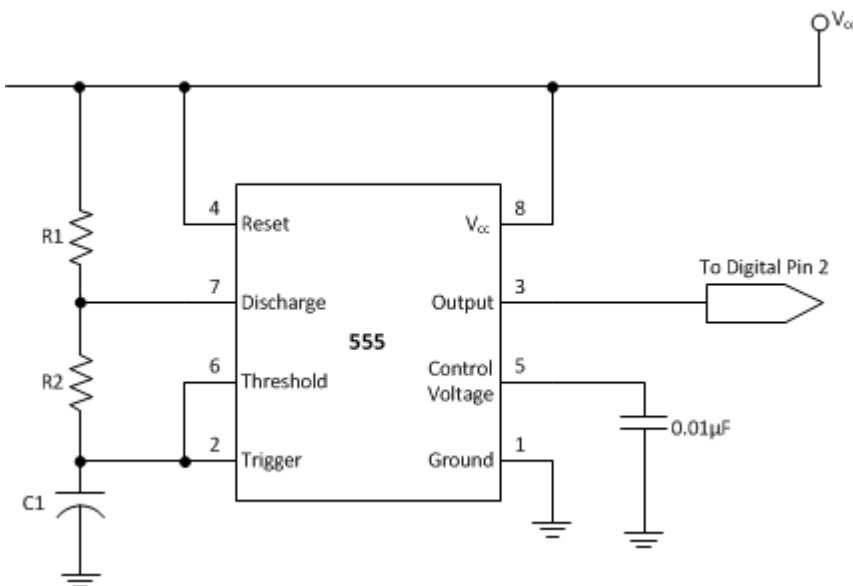 Vcc
4
Reset
Vcc
8
R1
To Digital Pin 2
7
Discharge
Output
3
555
6
Threshold
Control
Voltage
5
R2
0.01µF
2
Trigger
Ground
1
C1